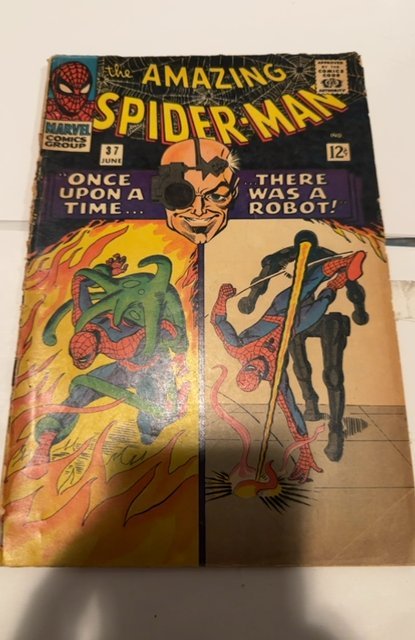 the AMAZING
SPIDER-MAN
APPROVED
BY THE
COMICS
CODE
AUTHORITY
MARVEL
COMICS
GROUP
37
JUNE
IND.
12¢
"ONCE
UPON A
TIME...
...THERE
WAS A
ROBOT!"